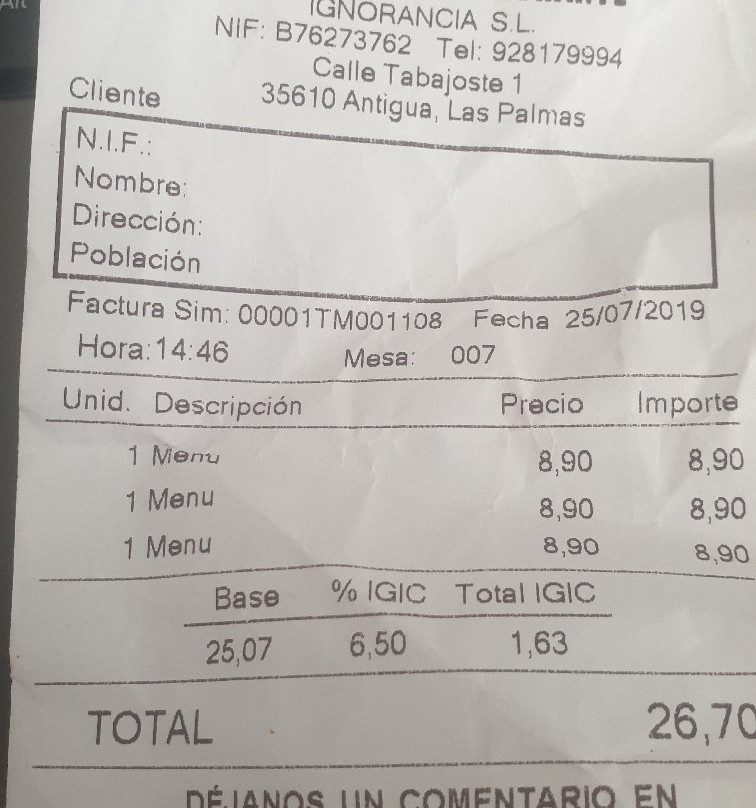 IGNORANCIA S.L.
NIF: B76273762 Tel: 928179994
Calle Tabajoste 1
35610 Antigua, Las Palmas
Cliente
N.I.F.:
Nombre:
Dirección:
Población
Factura Sim: 00001TM001108 Fecha 25/07/2019
Hora:14:46 Mesa: 007
Unid. Descripción Precio Importe
1 Menu 8,90 8,90
1 Menu 8,90 8,90
1 Menu 8,90 8,90
Base % IGIC Total IGIC
25,07 6,50 1,63
TOTAL 26,70
DÉJANOS UN COMENTARIO EN